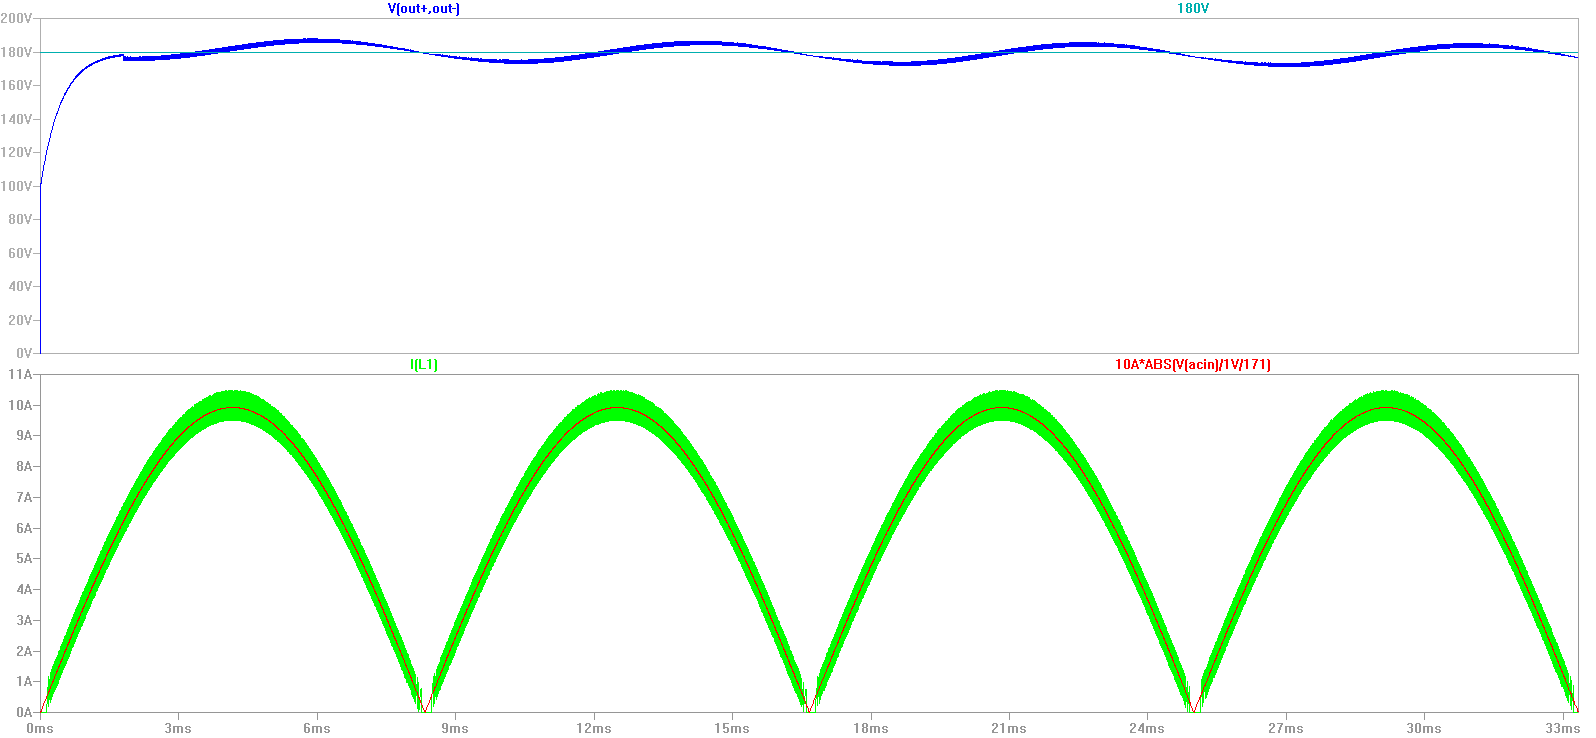 V(out+,out-) 180V
200V
180V
160V
140V
120V
100V
80V
60V
40V
20V
0V
I(L1) 10A*ABS(V(acin)/1V/171)
11A
10A
9A
8A
7A
6A
5A
4A
3A
2A
1A
0A
0ms 3ms 6ms 9ms 12ms 15ms 18ms 21ms 24ms 27ms 30ms 33ms